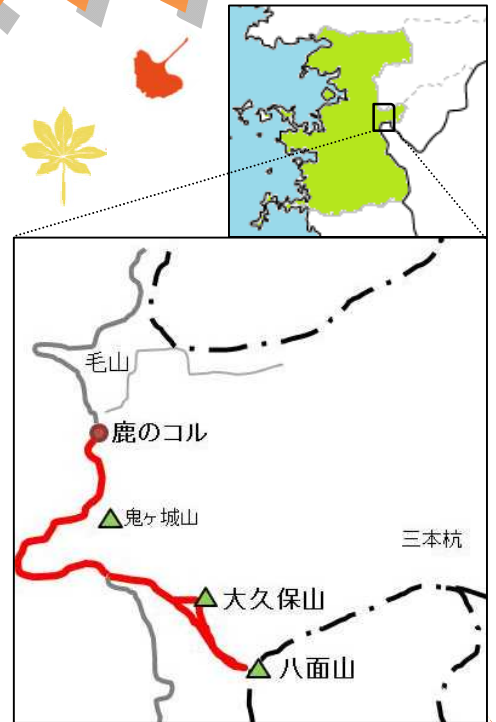 毛山
鹿のコル
鬼ヶ城山
三本杭
大久保山
八面山